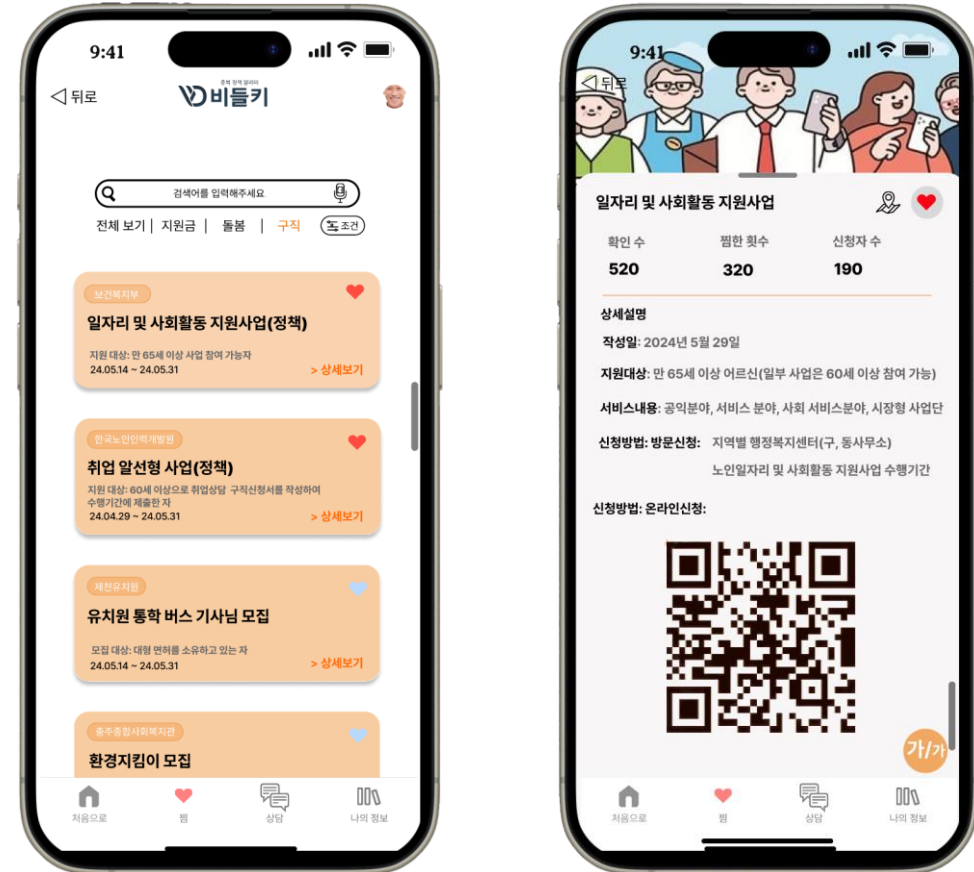 9:41
뒤로
충북 정책 알리미
비들키
검색어를 입력해주세요
전체 보기 | 지원금 | 돌봄 | 구직 조건
보건복지부
일자리 및 사회활동 지원사업(정책)
지원 대상: 만 65세 이상 사업 참여 가능자
24.05.14 ~ 24.05.31
> 상세보기
한국노인인력개발원
취업 알선형 사업(정책)
지원 대상: 60세 이상으로 취업상담 구직신청서를 작성하여
수행기간에 제출한 자
24.04.29 ~ 24.05.31
> 상세보기
제천유치원
유치원 통학 버스 기사님 모집
모집 대상: 대형 면허를 소유하고 있는 자
24.05.14 ~ 24.05.31
> 상세보기
충주종합사회복지관
환경지킴이 모집
처음으로 찜 상담 나의 정보
9:41
뒤로
일자리 및 사회활동 지원사업
확인 수 찜한 횟수 신청자 수
520 320 190
상세설명
작성일: 2024년 5월 29일
지원대상: 만 65세 이상 어르신(일부 사업은 60세 이상 참여 가능)
서비스내용: 공익분야, 서비스 분야, 사회 서비스분야, 시장형 사업단
신청방법: 방문신청: 지역별 행정복지센터(구, 동사무소)
노인일자리 및 사회활동 지원사업 수행기간
신청방법: 온라인신청:
가/가
처음으로 찜 상담 나의 정보